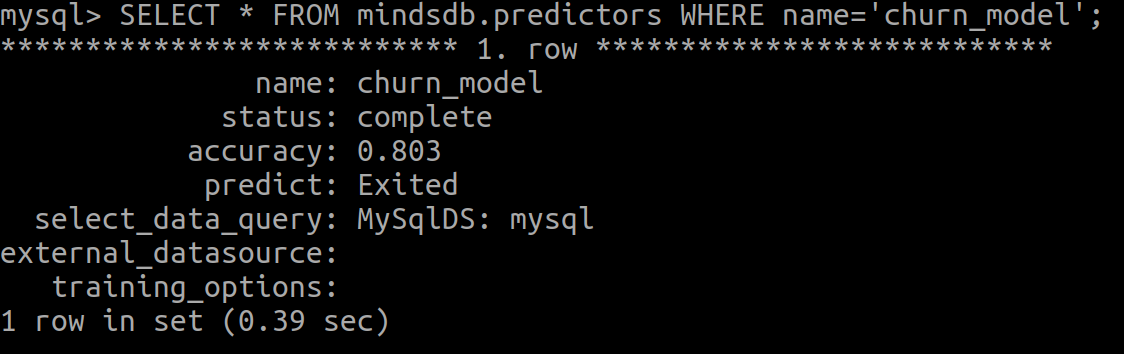 mysql> SELECT * FROM mindsdb.predictors WHERE name='churn_model';
*************************** 1. row ***************************
name: churn_model
status: complete
accuracy: 0.803
predict: Exited
select_data_query: MySqlDS: mysql
external_datasource:
training_options:
1 row in set (0.39 sec)